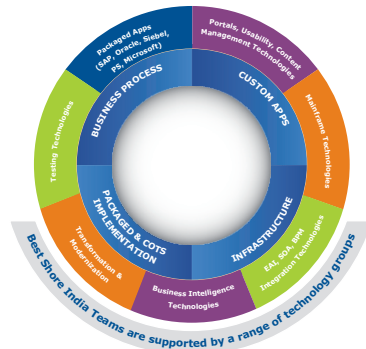 Packaged Apps
(SAP, Oracle, Siebel,
PS, Microsoft)
Portals, Usability, Content
Management Technologies
Mainframe Technologies
EAI, SOA, BPM
Integration Technologies
Business Intelligence
Technologies
Transformation &
Modernization
Testing Technologies
BUSINESS PROCESS
CUSTOM APPS
INFRASTRUCTURE
PACKAGED & COTS
IMPLEMENTATION
Best Shore India Teams are supported by a range of technology groups